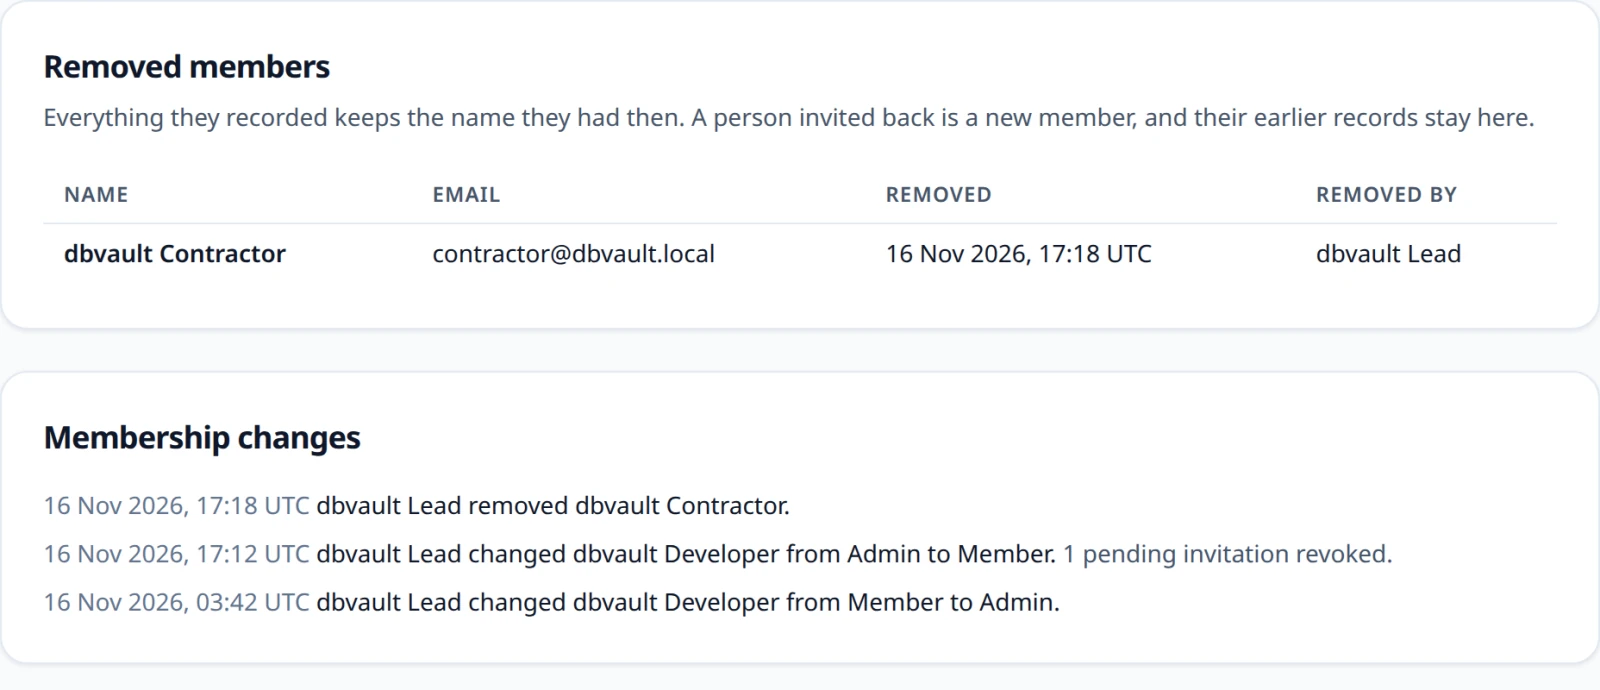 Removed members
Everything they recorded keeps the name they had then. A person invited back is a new member, and their earlier records stay here.
NAME EMAIL REMOVED REMOVED BY
dbvault Contractor contractor@dbvault.local 16 Nov 2026, 17:18 UTC dbvault Lead
Membership changes
16 Nov 2026, 17:18 UTC dbvault Lead removed dbvault Contractor.
16 Nov 2026, 17:12 UTC dbvault Lead changed dbvault Developer from Admin to Member. 1 pending invitation revoked.
16 Nov 2026, 03:42 UTC dbvault Lead changed dbvault Developer from Member to Admin.